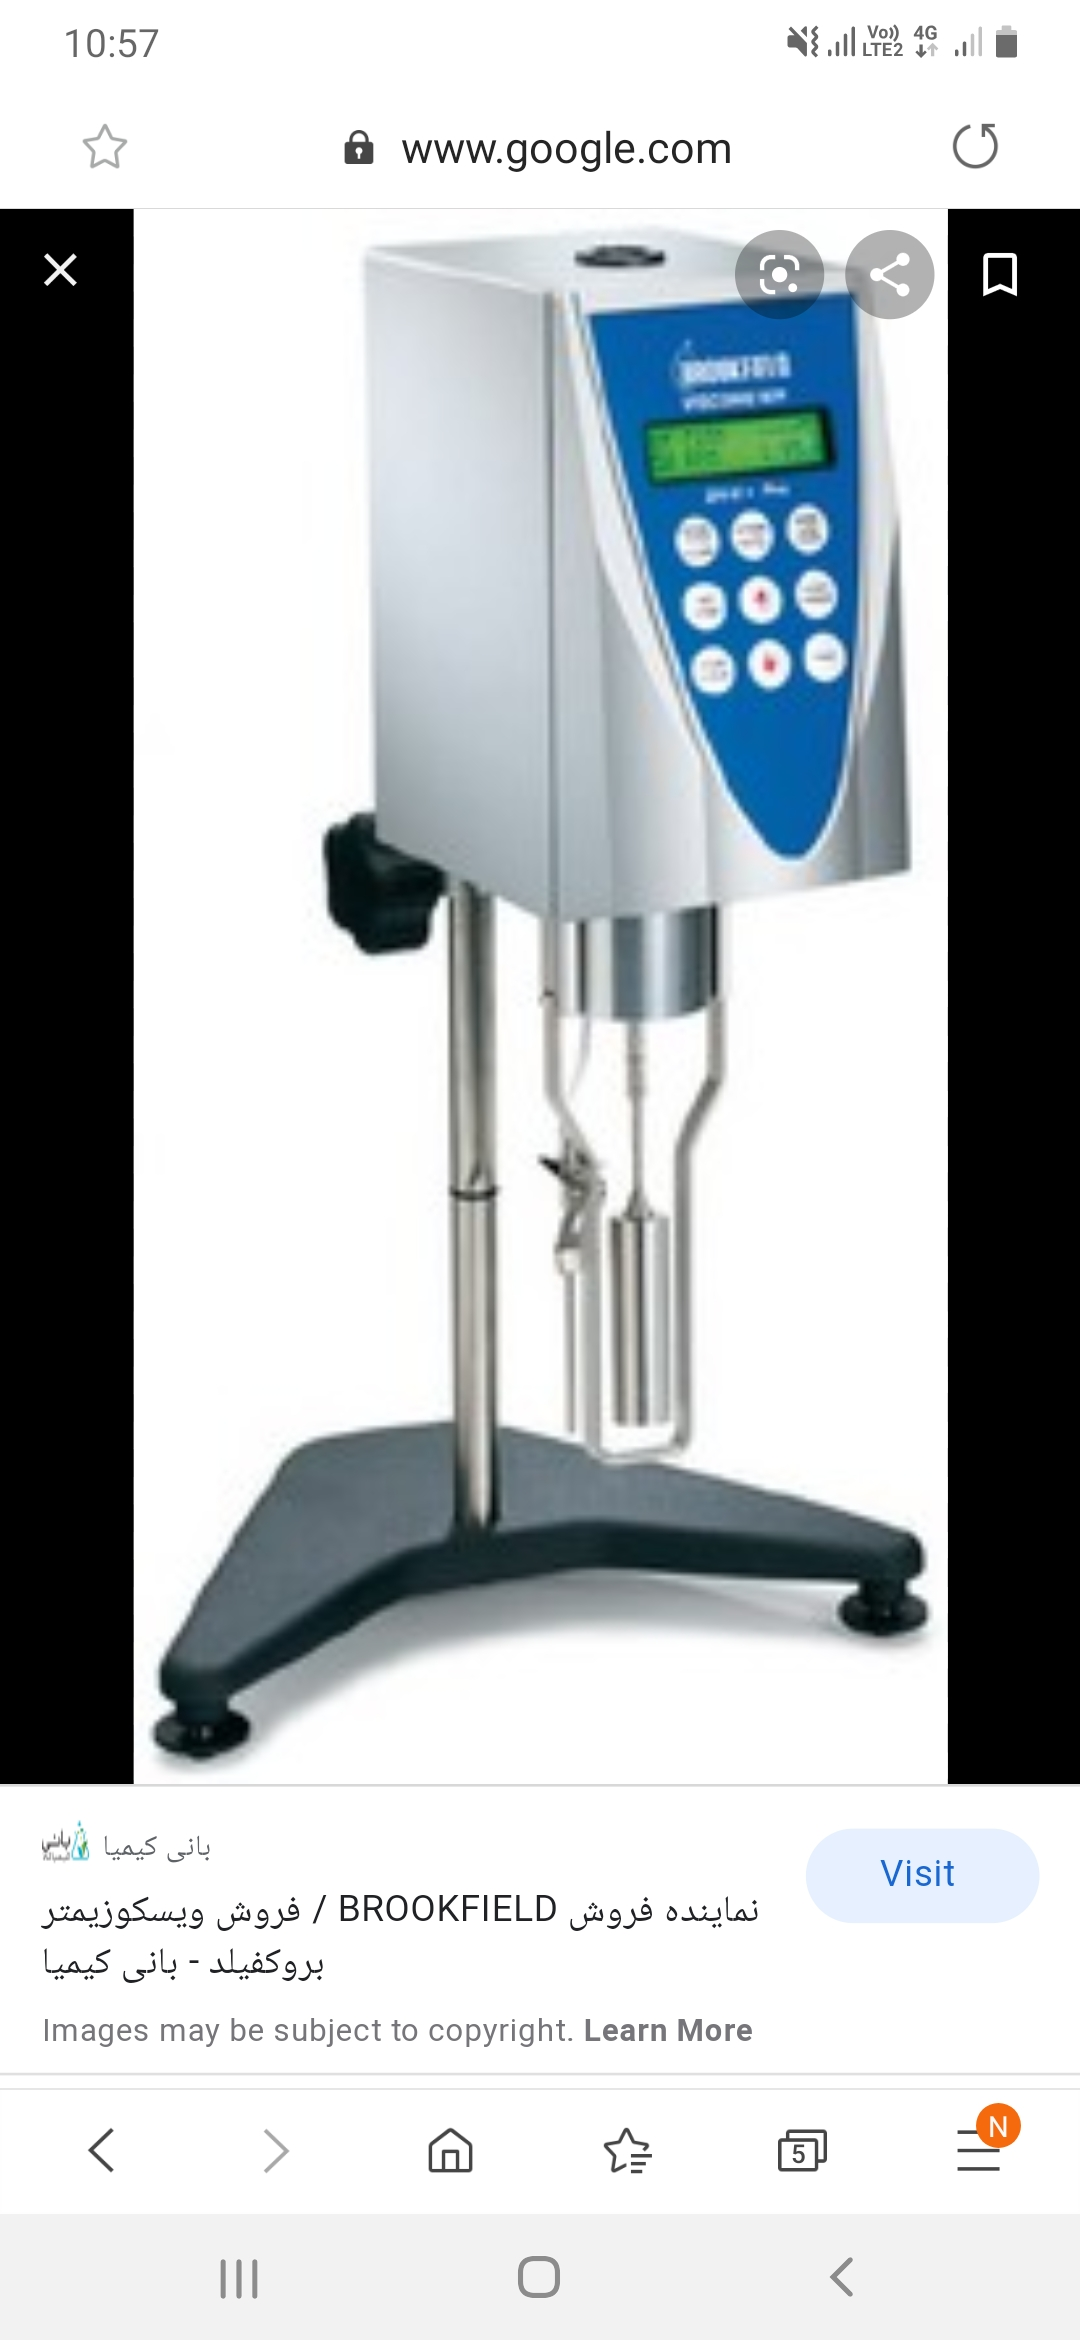 10:57
Vo)) 4G
LTE2
www.google.com
BROOKFIELD
VISCOMETER
بانی کیمیا
Visit
نماینده فروش BROOKFIELD / فروش ویسکوزیمتر
بروکفیلد - بانی کیمیا
Images may be subject to copyright. Learn More
5
N